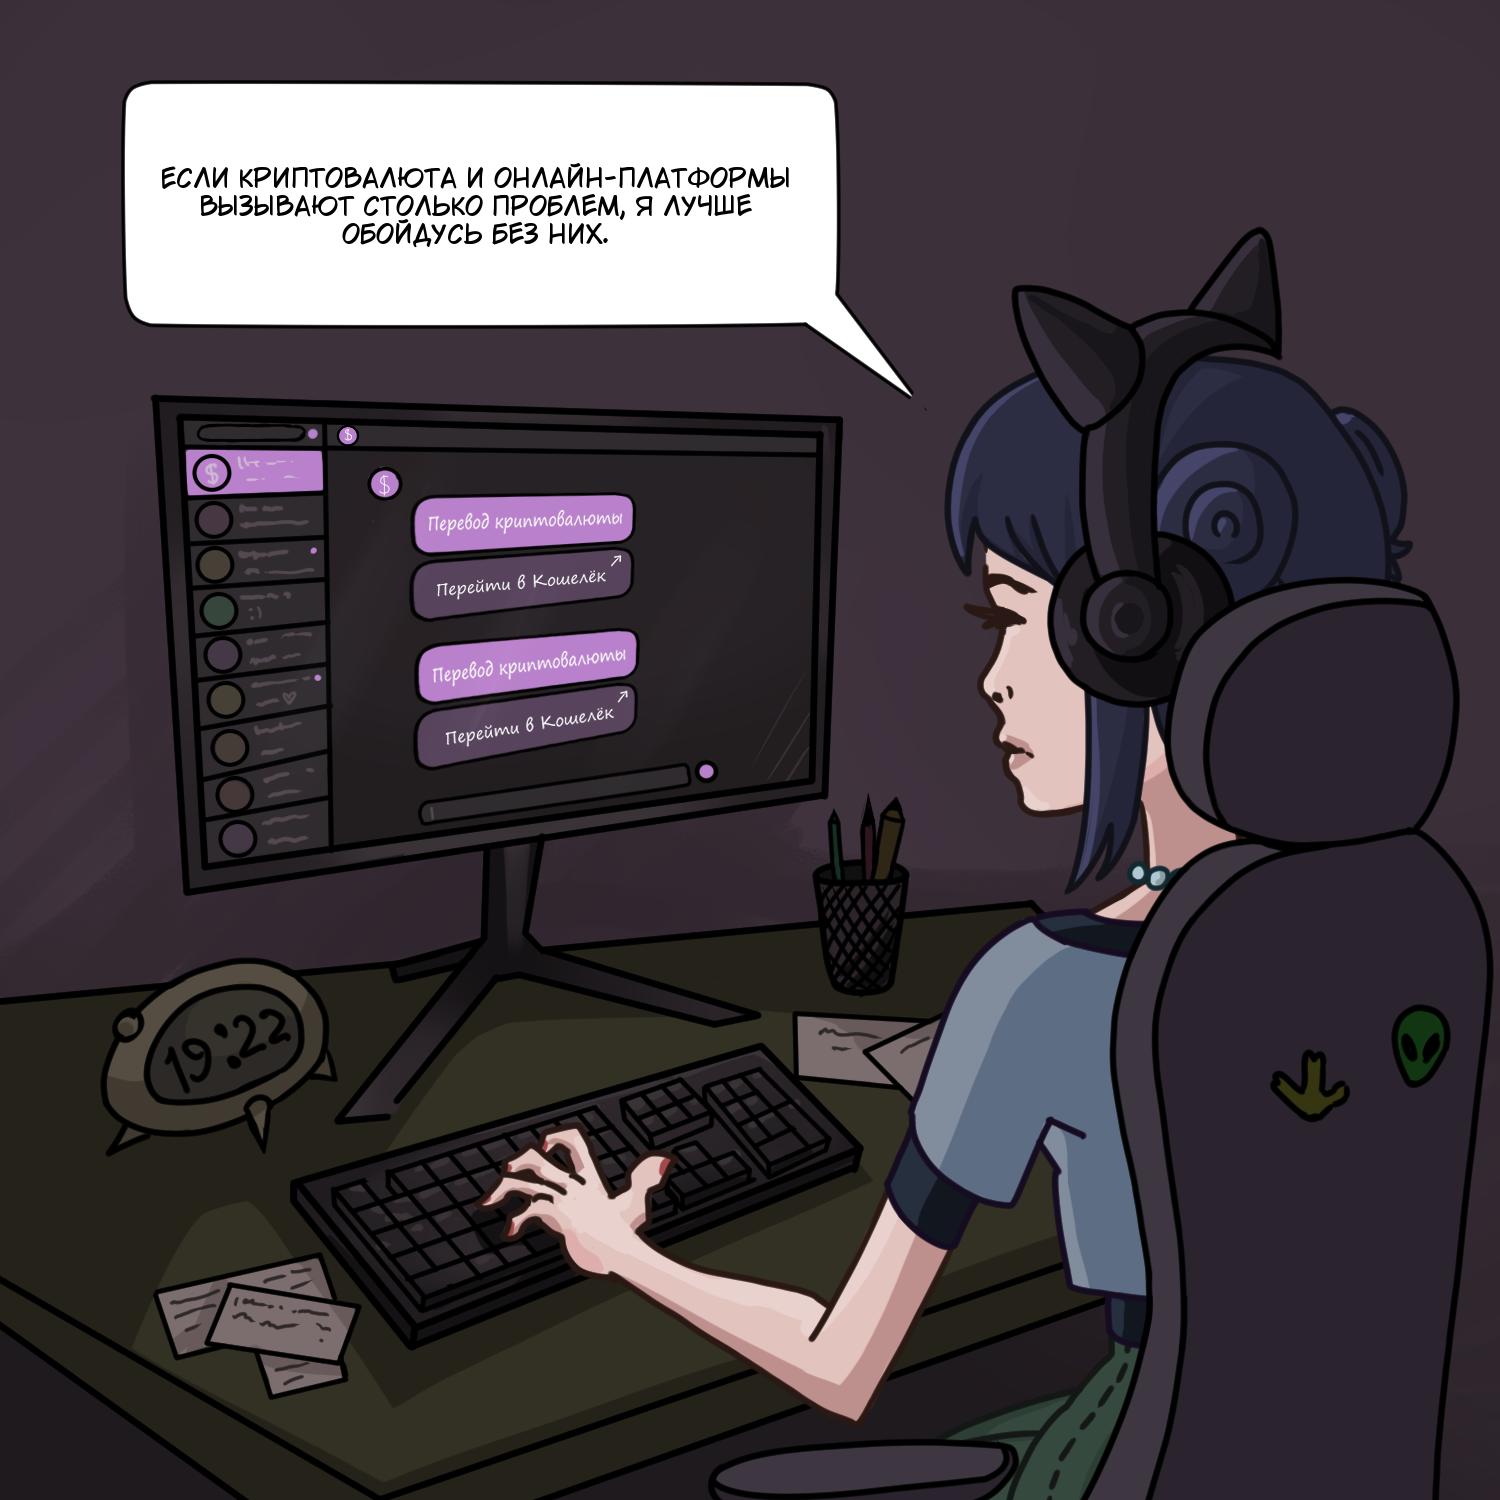 ЕСЛИ КРИПТОВАЛЮТА И ОНЛАЙН-ПЛАТФОРМЫ
ВЫЗЫВАЮТ СТОЛЬКО ПРОБЛЕМ, Я ЛУЧШЕ
ОБОЙДУСЬ БЕЗ НИХ.
$
$
$
Перевод криптовалюты
Перейти в Кошелёк
:)
Перевод криптовалюты
Перейти в Кошелёк
19:22